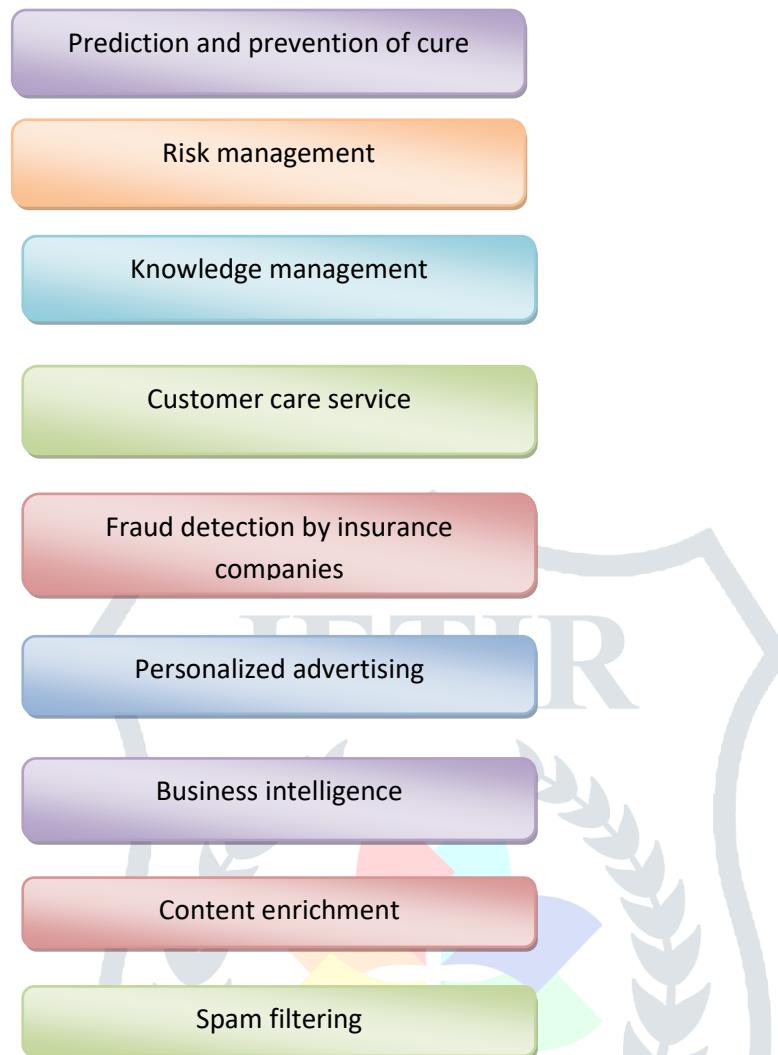 Prediction and prevention of cure
Risk management
Knowledge management
Customer care service
Fraud detection by insurance
companies
Personalized advertising
Business intelligence
Content enrichment
Spam filtering